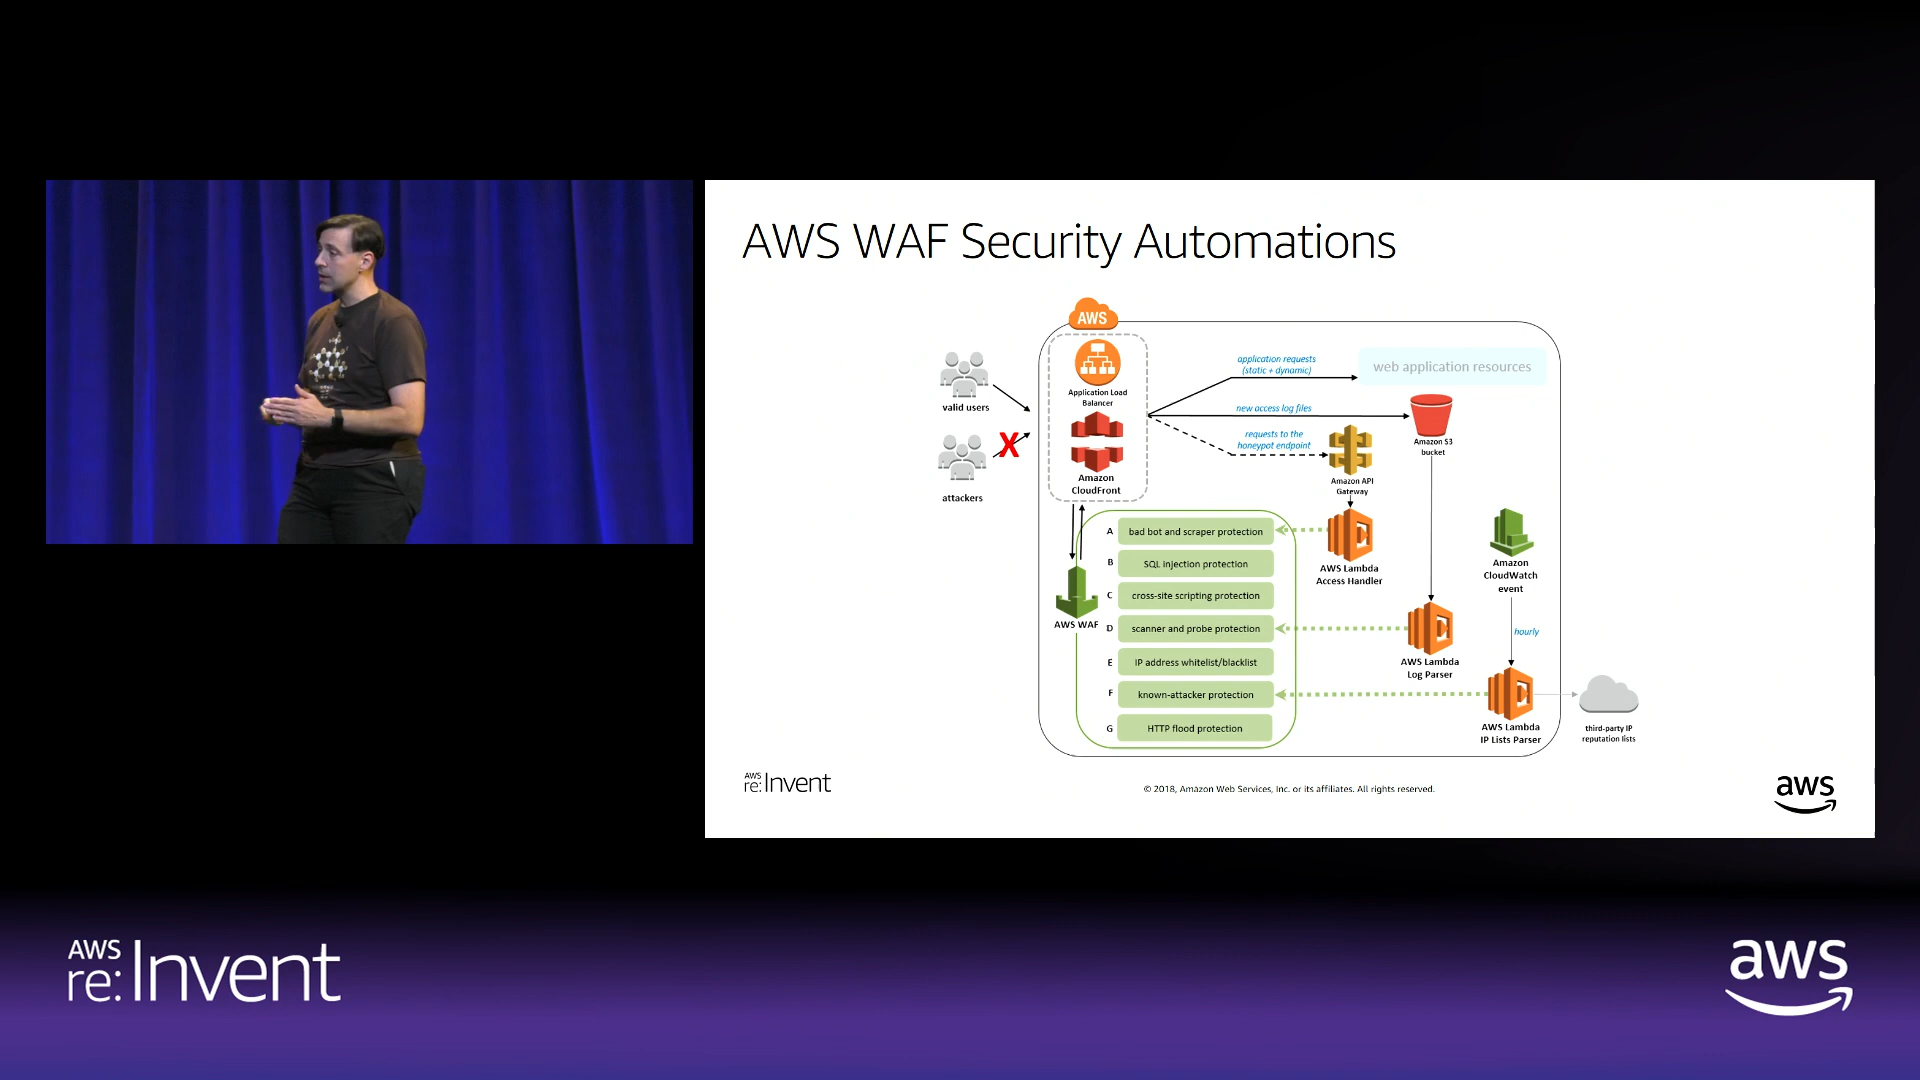 AWS WAF Security Automations
AWS
valid users
attackers
X
Application Load
Balancer
Amazon
CloudFront
application requests
(static + dynamic)
web application resources
new access log files
requests to the
honeypot endpoint
Amazon S3
bucket
Amazon API
Gateway
AWS WAF
A bad bot and scraper protection
B SQL injection protection
C cross-site scripting protection
D scanner and probe protection
E IP address whitelist/blacklist
F known-attacker protection
G HTTP flood protection
AWS Lambda
Access Handler
Amazon
CloudWatch
event
hourly
AWS Lambda
Log Parser
AWS Lambda
IP Lists Parser
third-party IP
reputation lists
AWS
re:Invent
© 2018, Amazon Web Services, Inc. or its affiliates. All rights reserved.
aws
AWS
re:Invent
aws